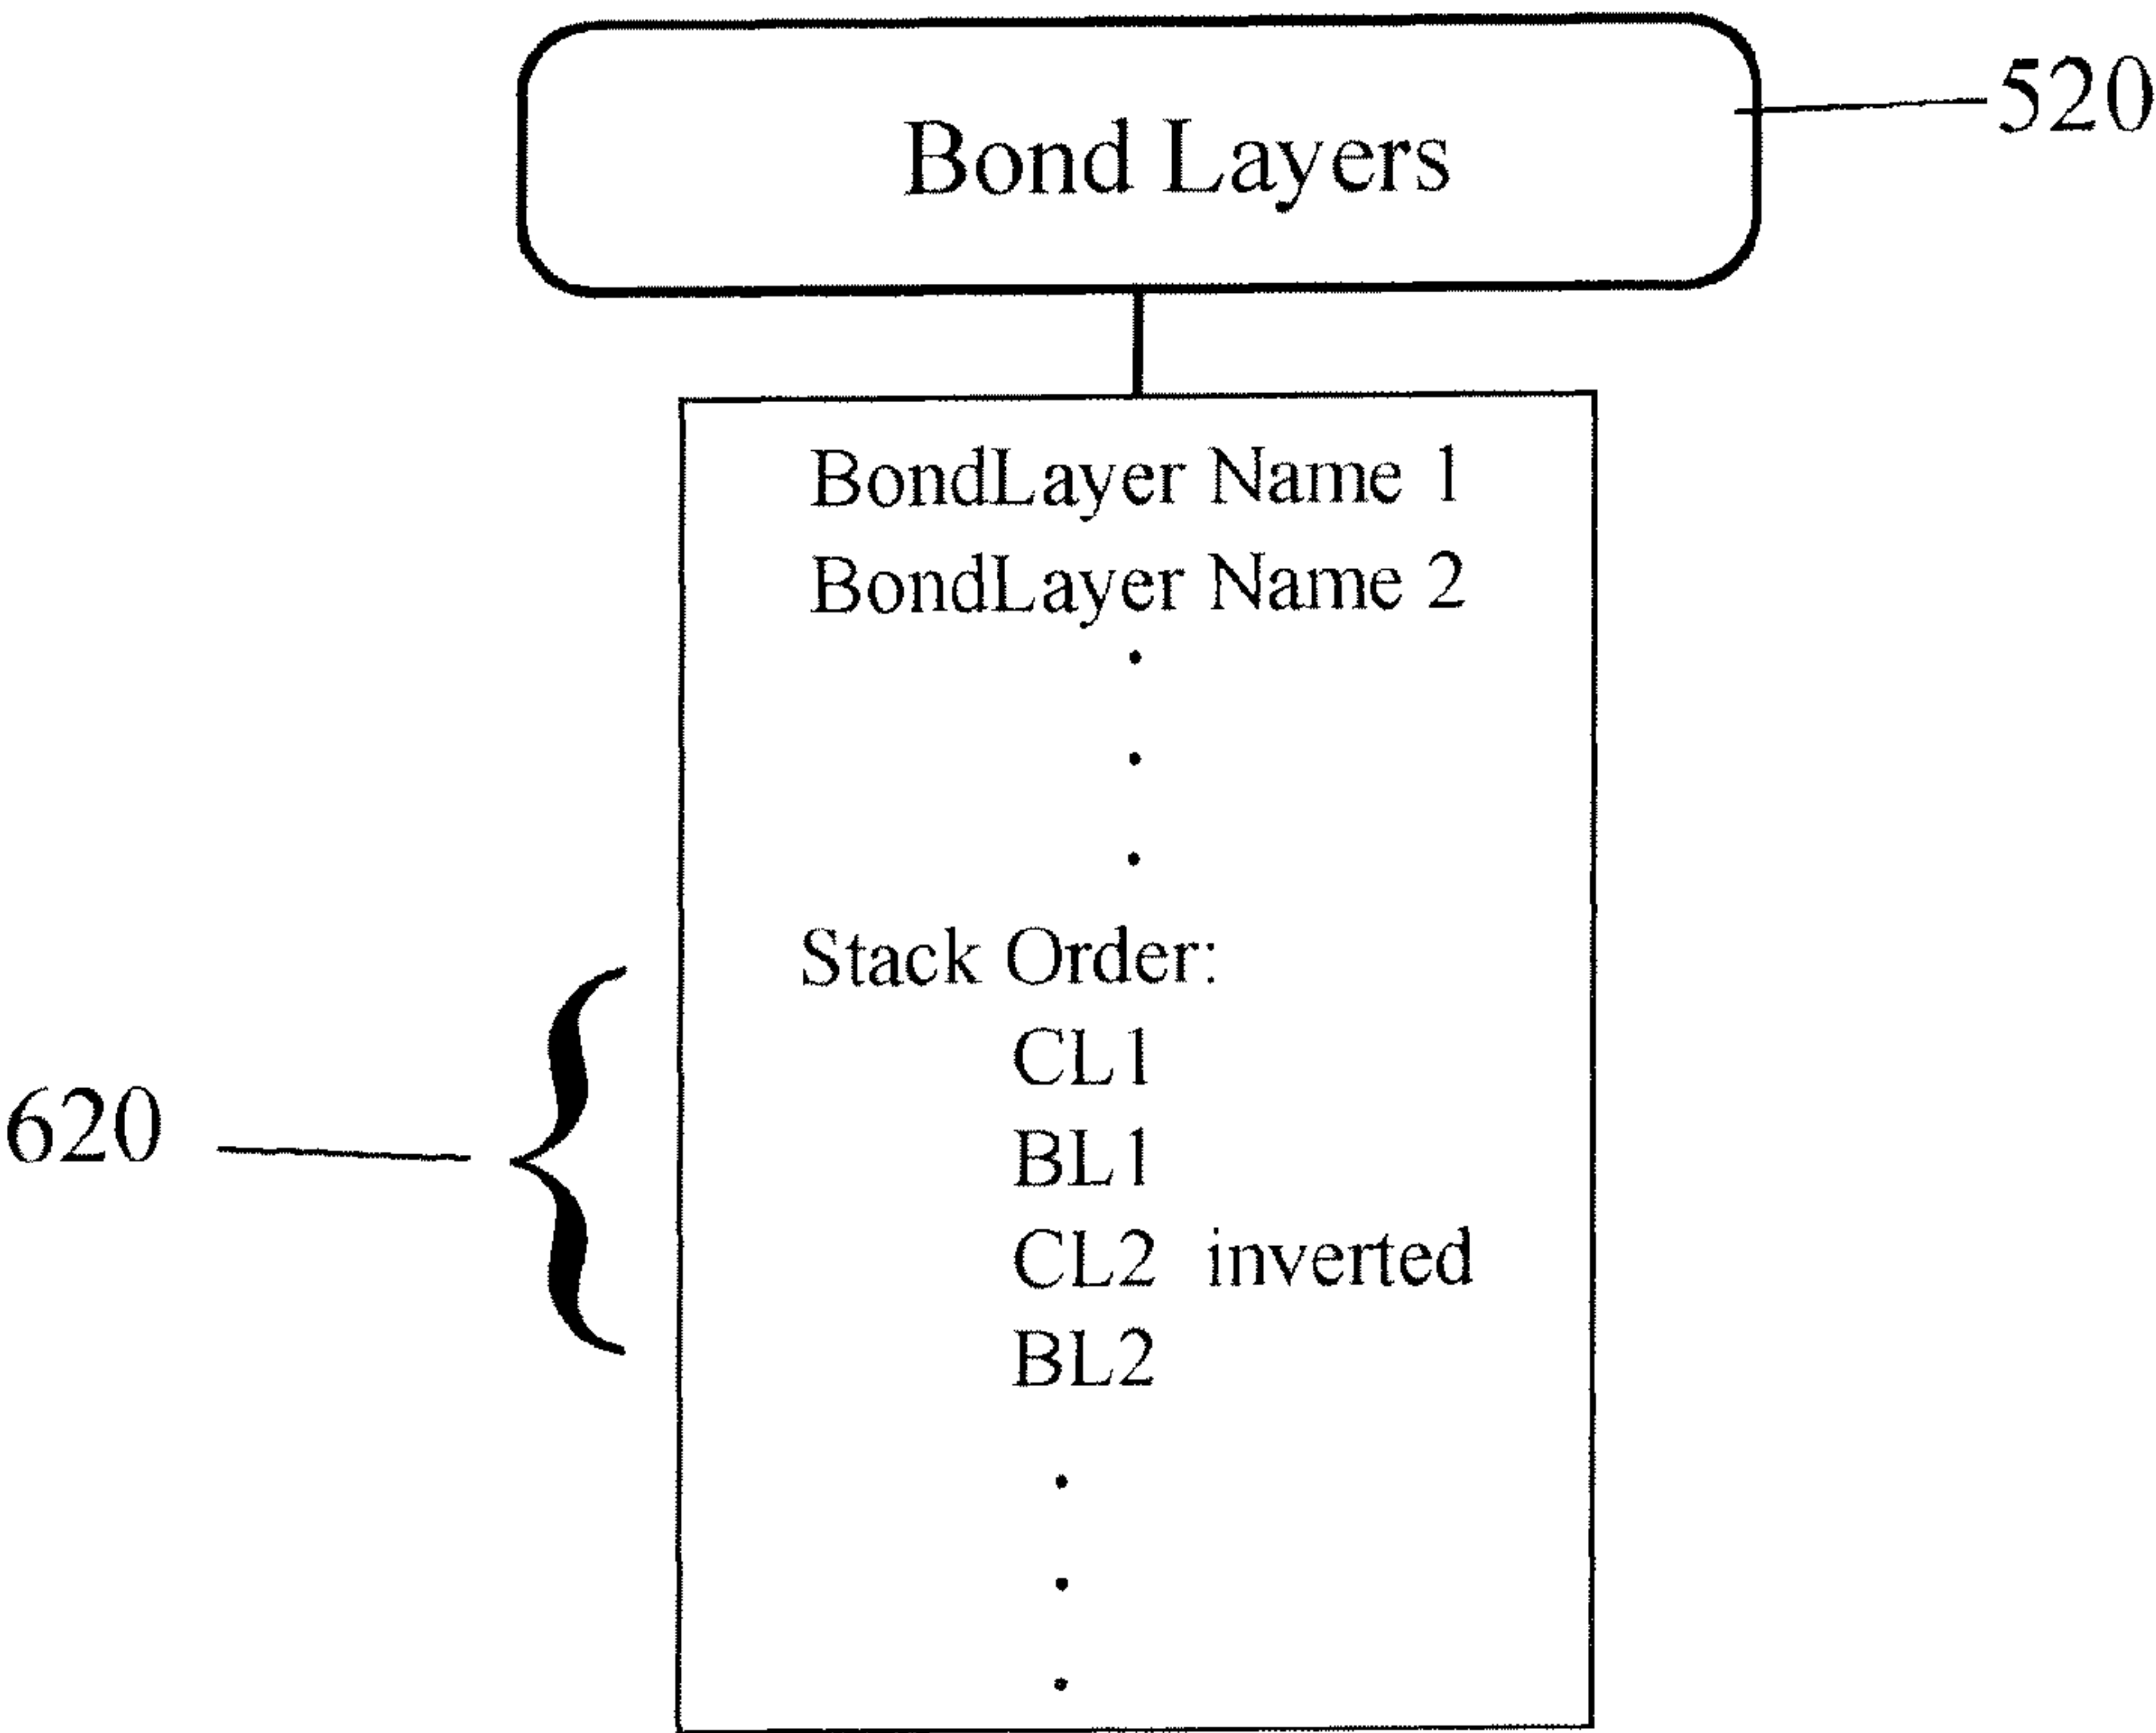 Bond Layers
520
BondLayer Name 1
BondLayer Name 2
.
.
.
Stack Order:
CL1
BL1
620
CL2 inverted
BL2
.
.
.